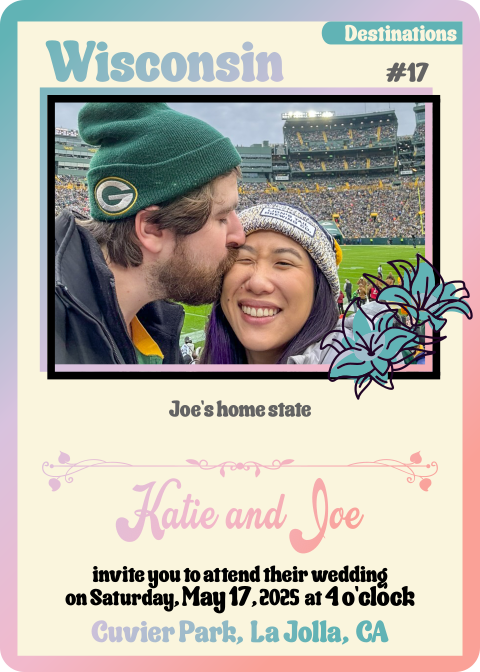 Destinations
Wisconsin
#17
G
Joe's home state
Katie and Joe
invite you to attend their wedding
on Saturday, May 17, 2025 at 4 o'clock
Cuvier Park, La Jolla, CA